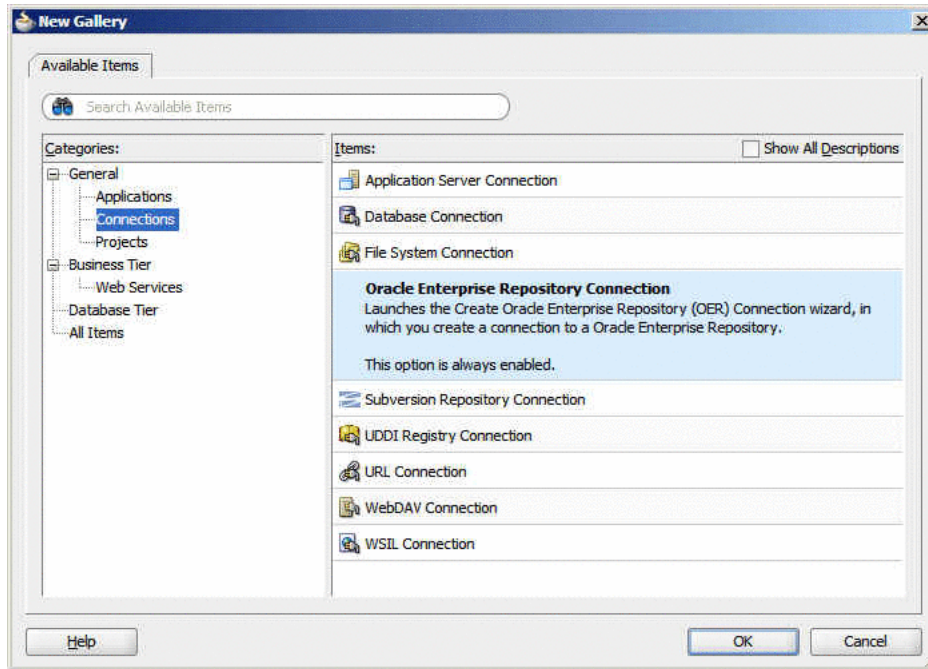 New Gallery
Available Items
Search Available Items
Categories:
General
Applications
Connections
Projects
Business Tier
Web Services
Database Tier
All Items
Items:
Show All Descriptions
Application Server Connection
Database Connection
File System Connection
Oracle Enterprise Repository Connection
Launches the Create Oracle Enterprise Repository (OER) Connection wizard, in
which you create a connection to a Oracle Enterprise Repository.
This option is always enabled.
Subversion Repository Connection
UDDI Registry Connection
URL Connection
WebDAV Connection
WSIL Connection
Help
OK
Cancel